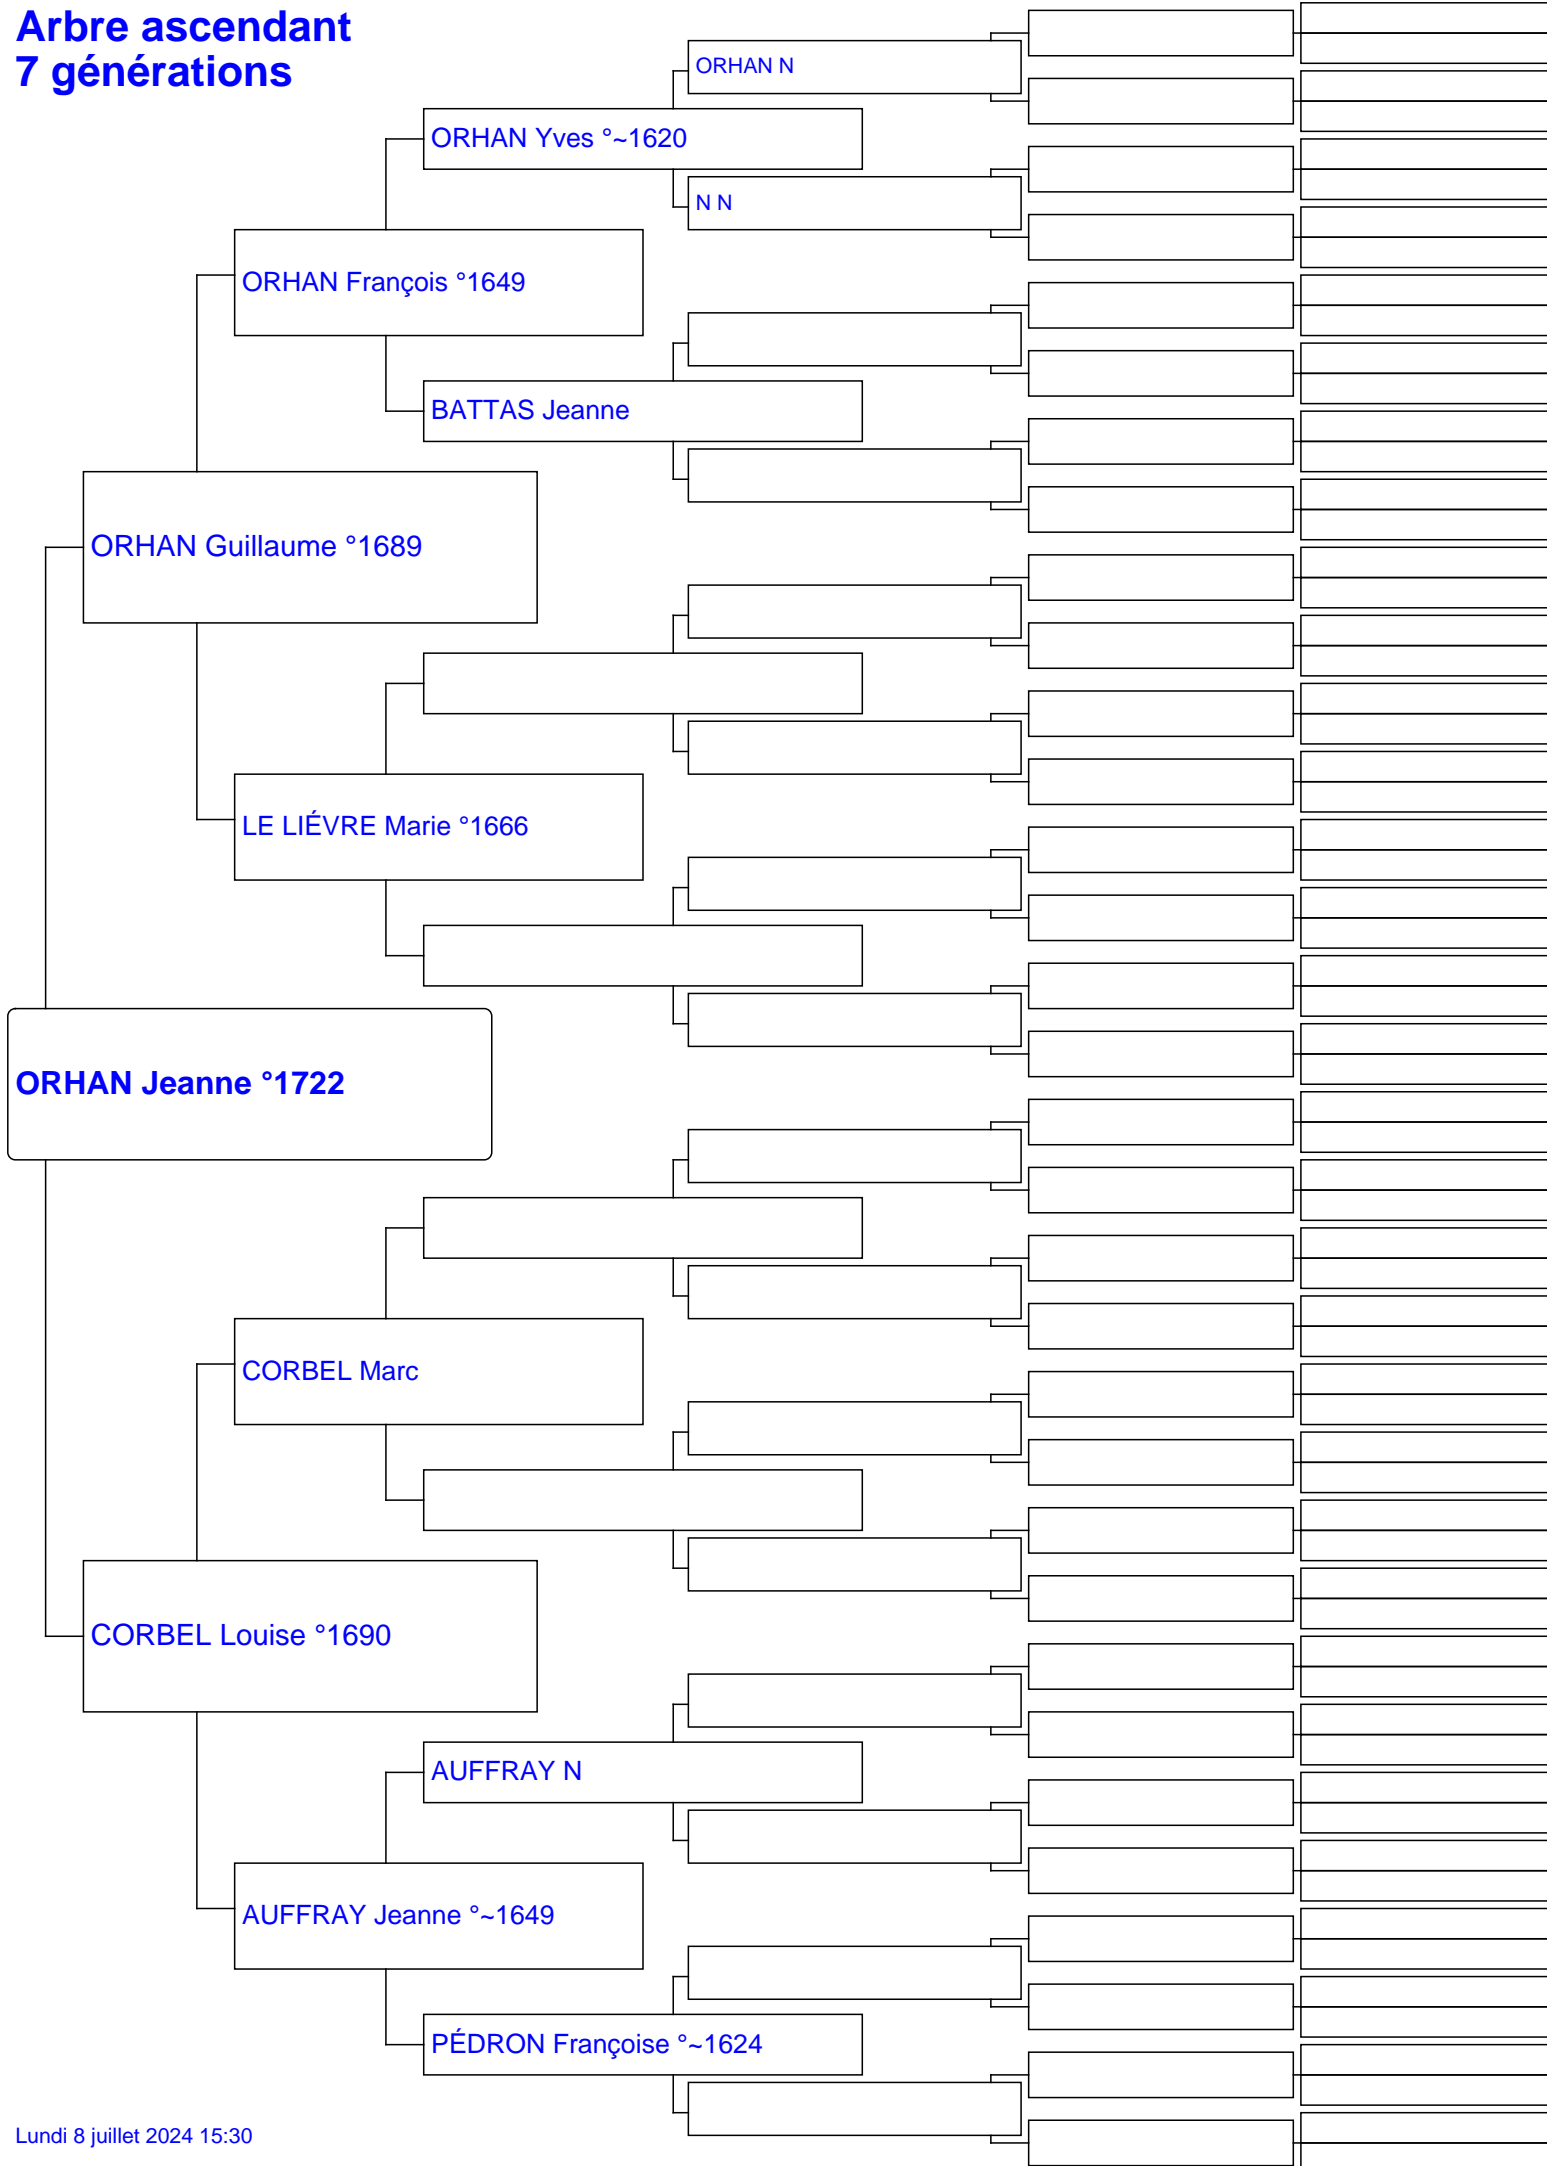 Arbre ascendant
7 générations
ORHAN N
ORHAN Yves °~1620
N N
ORHAN François °1649
BATTAS Jeanne
ORHAN Guillaume °1689
LE LIÉVRE Marie °1666
ORHAN Jeanne °1722
CORBEL Marc
CORBEL Louise °1690
AUFFRAY N
AUFFRAY Jeanne °~1649
PÉDRON Françoise °~1624
Lundi 8 juillet 2024 15:30